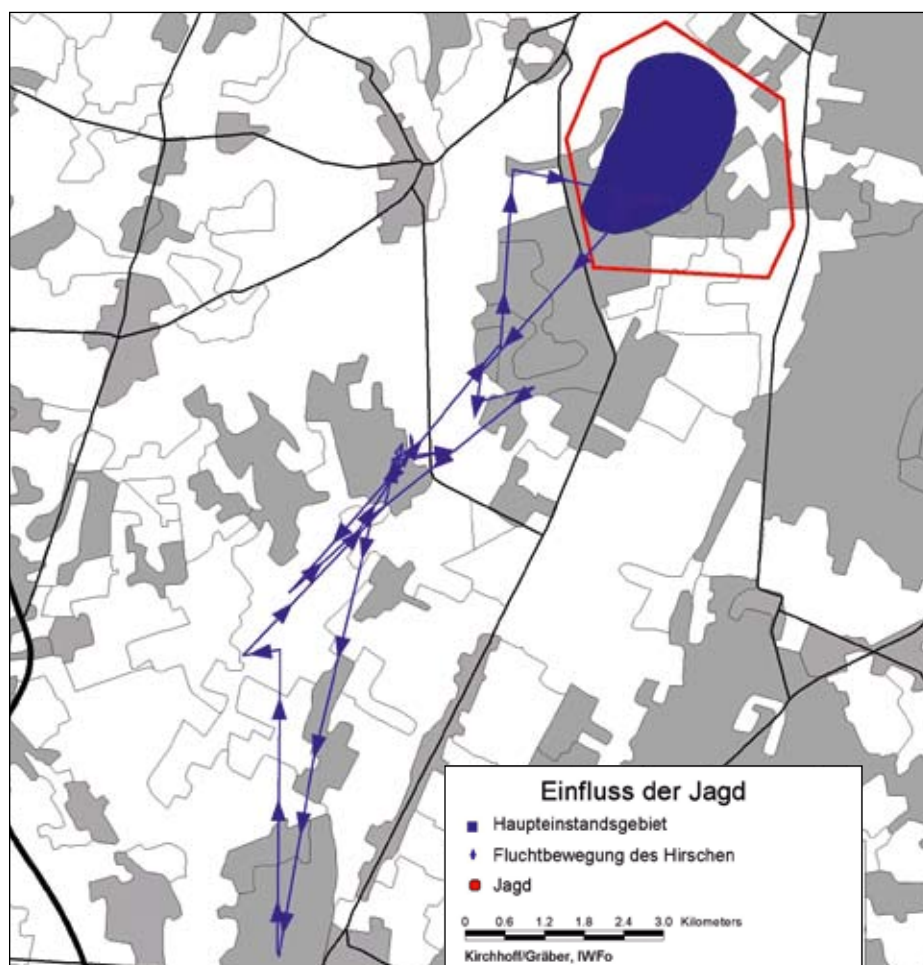 Einfluss der Jagd
Haupteinstandsgebiet
Fluchtbewegung des Hirschen
Jagd
0 0.6 1.2 1.8 2.4 3.0 Kilometers
Kirchhoff/Gräber, IWFo